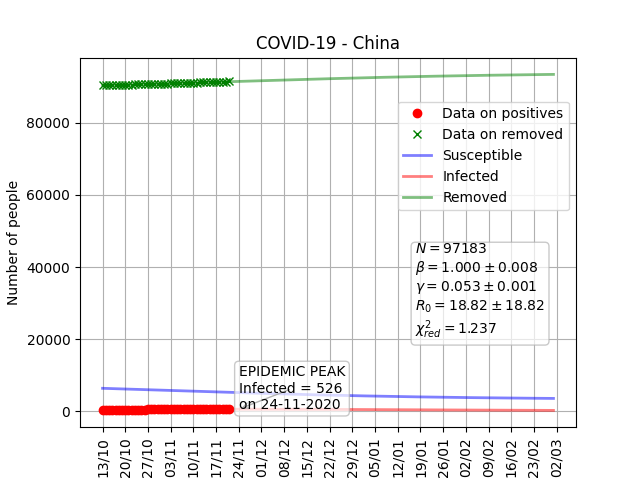 COVID-19 - China
Number of people
80000
60000
40000
20000
0
Data on positives
Data on removed
Susceptible
Infected
Removed
N = 97183
β = 1.000 ± 0.008
γ = 0.053 ± 0.001
R₀ = 18.82 ± 18.82
χ²_red = 1.237
EPIDEMIC PEAK
Infected = 526
on 24-11-2020
13/10
20/10
27/10
03/11
10/11
17/11
24/11
01/12
08/12
15/12
22/12
29/12
05/01
12/01
19/01
26/01
02/02
09/02
16/02
23/02
02/03